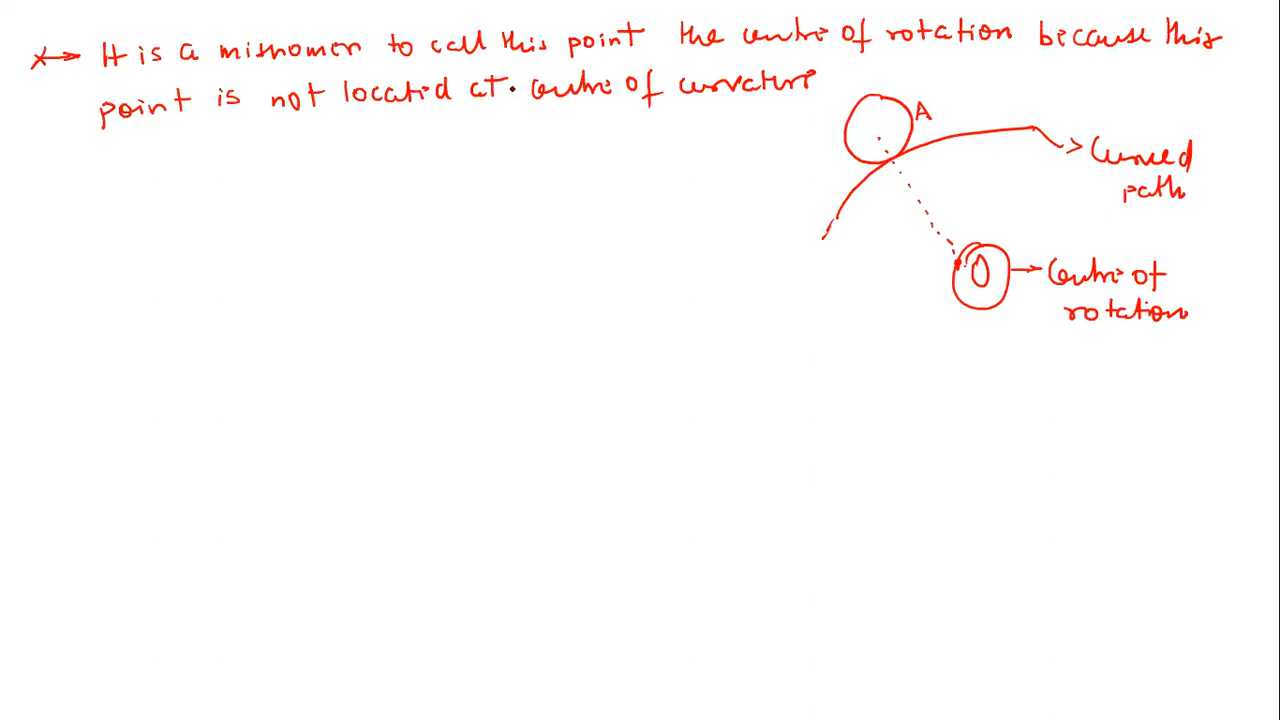 It is a misnomer to call this point the centre of rotation because this
point is not located at centre of curvature
A
Curved
path
O
Centre of
rotation